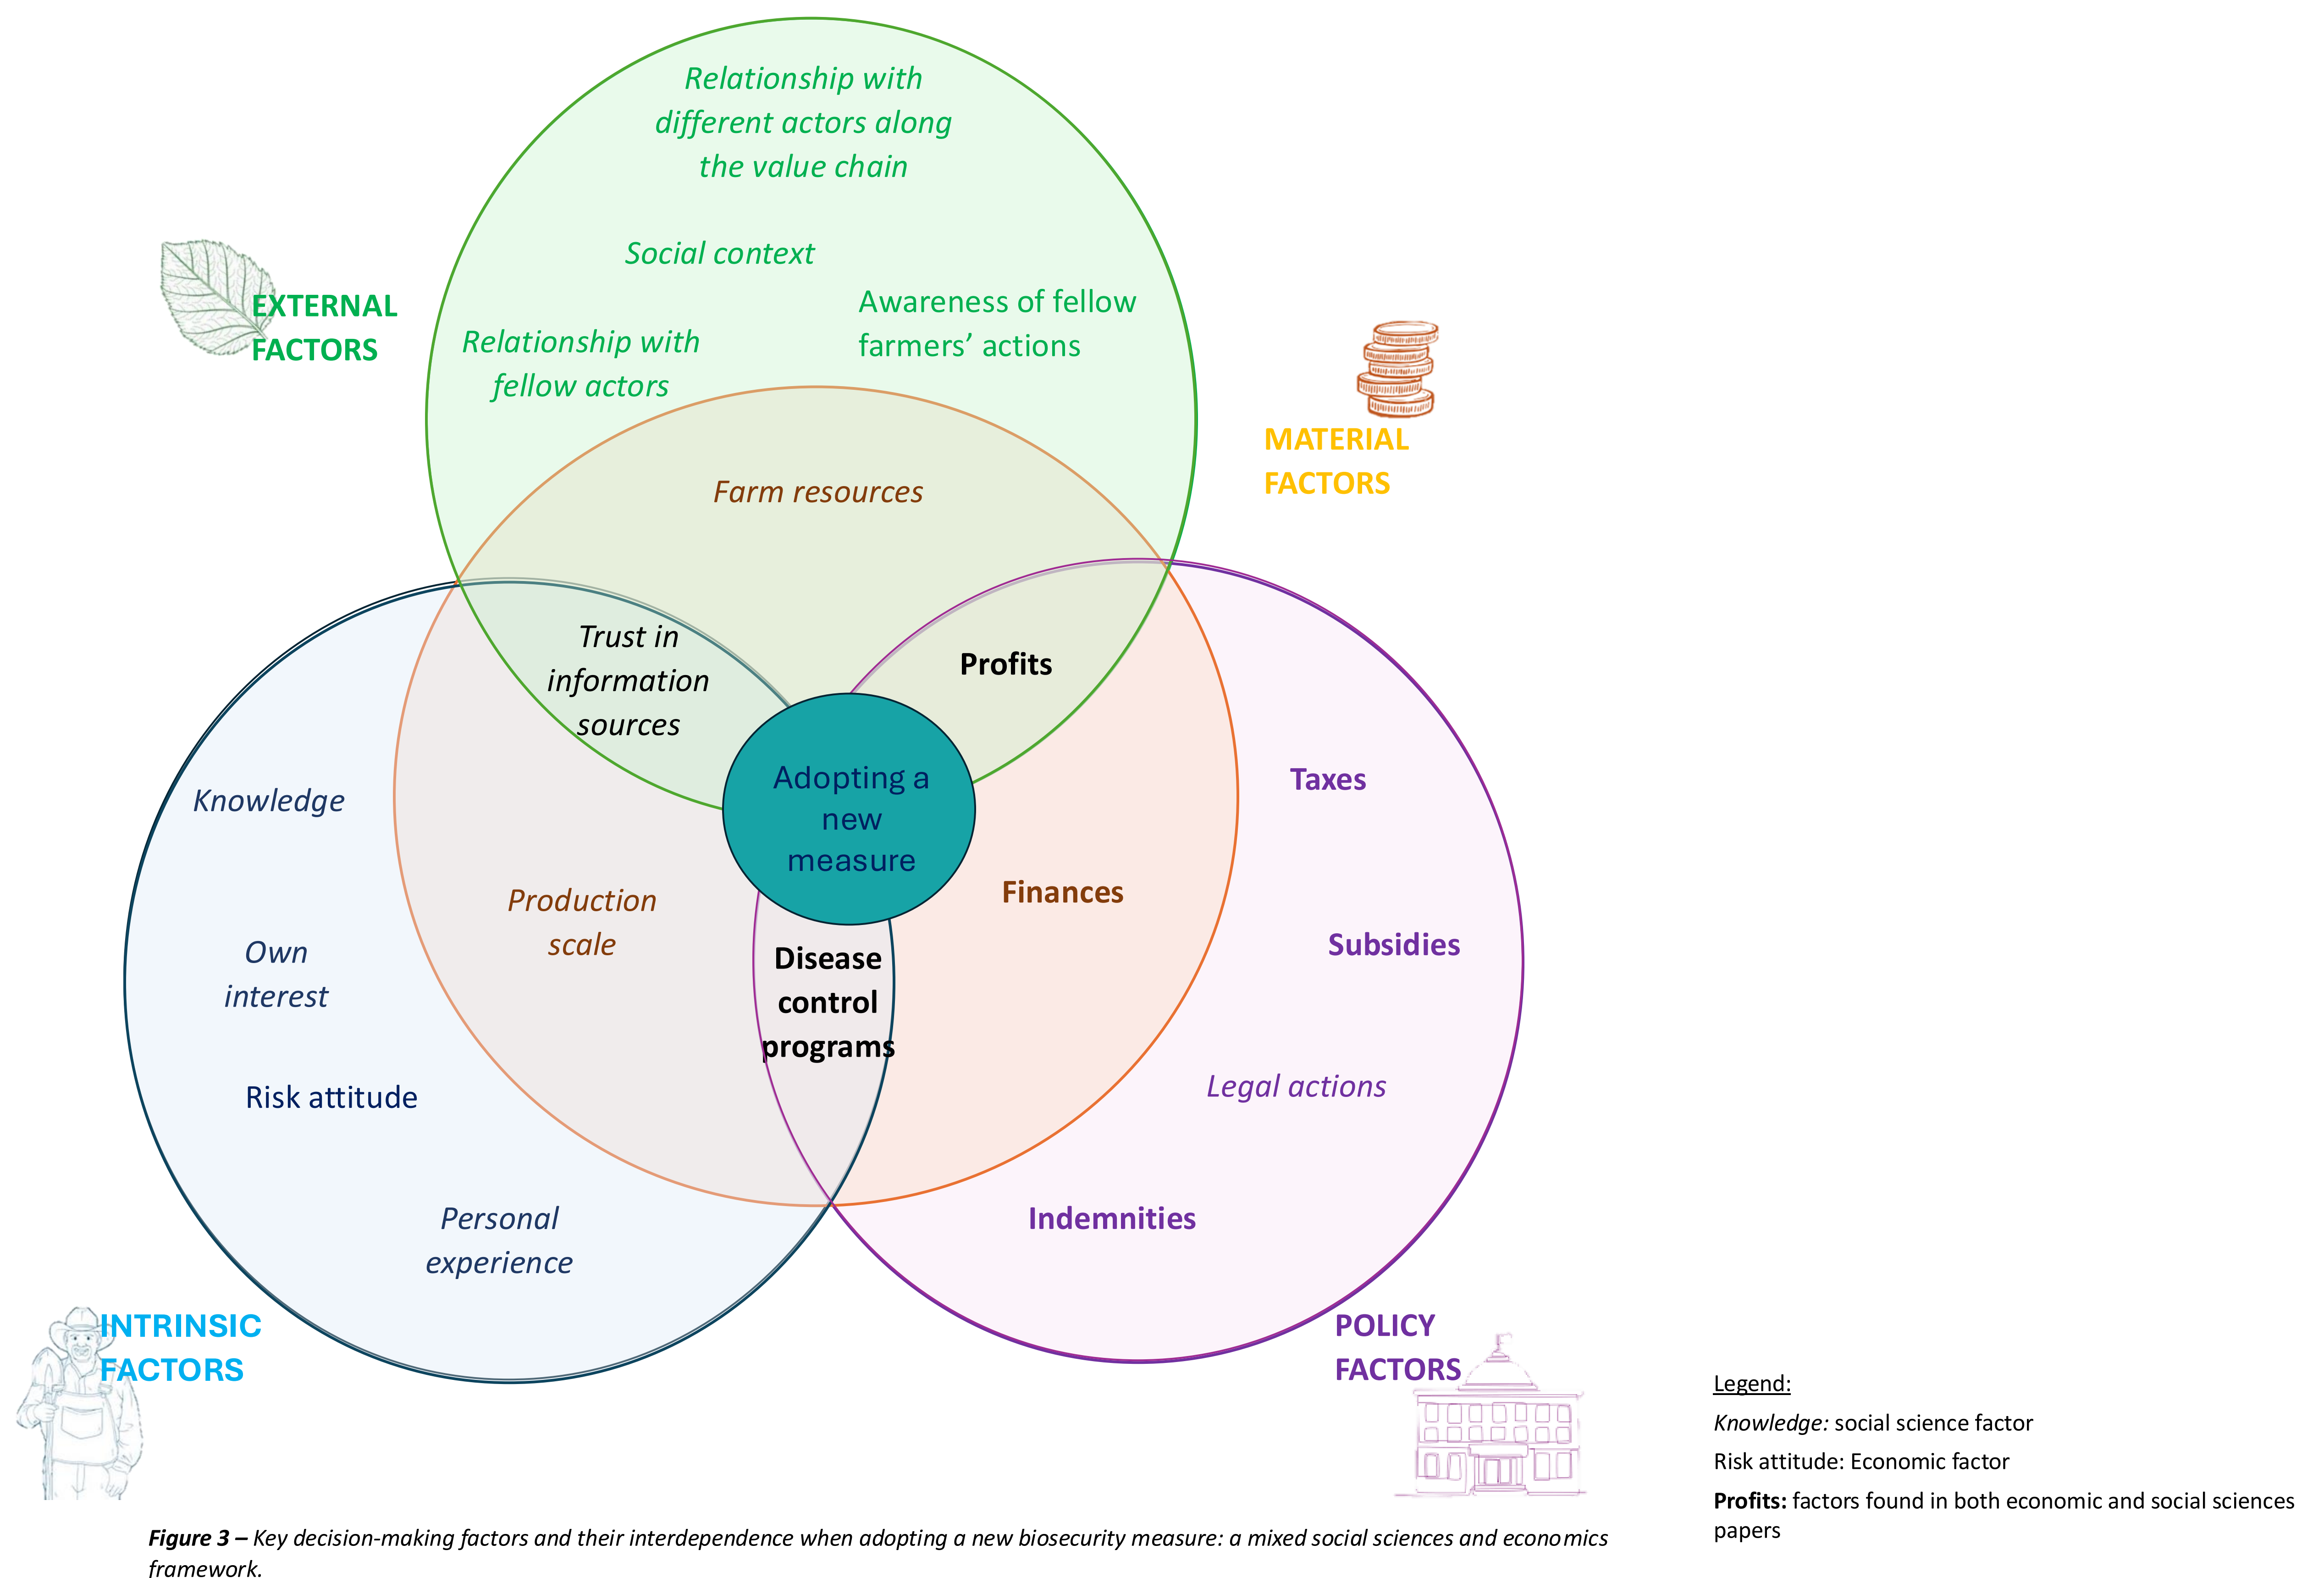 Relationship with
different actors along
the value chain
Social context
Awareness of fellow
farmers’ actions
Relationship with
fellow actors
EXTERNAL
FACTORS
MATERIAL
FACTORS
Farm resources
Trust in
information
sources
Profits
Adopting a
new
measure
Taxes
Knowledge
Production
scale
Finances
Subsidies
Own
interest
Disease
control
programs
Risk attitude
Legal actions
Personal
experience
Indemnities
INTRINSIC
FACTORS
POLICY
FACTORS
Legend:
Knowledge: social science factor
Risk attitude: Economic factor
Profits: factors found in both economic and social sciences
papers
Figure 3 – Key decision-making factors and their interdependence when adopting a new biosecurity measure: a mixed social sciences and economics
framework.